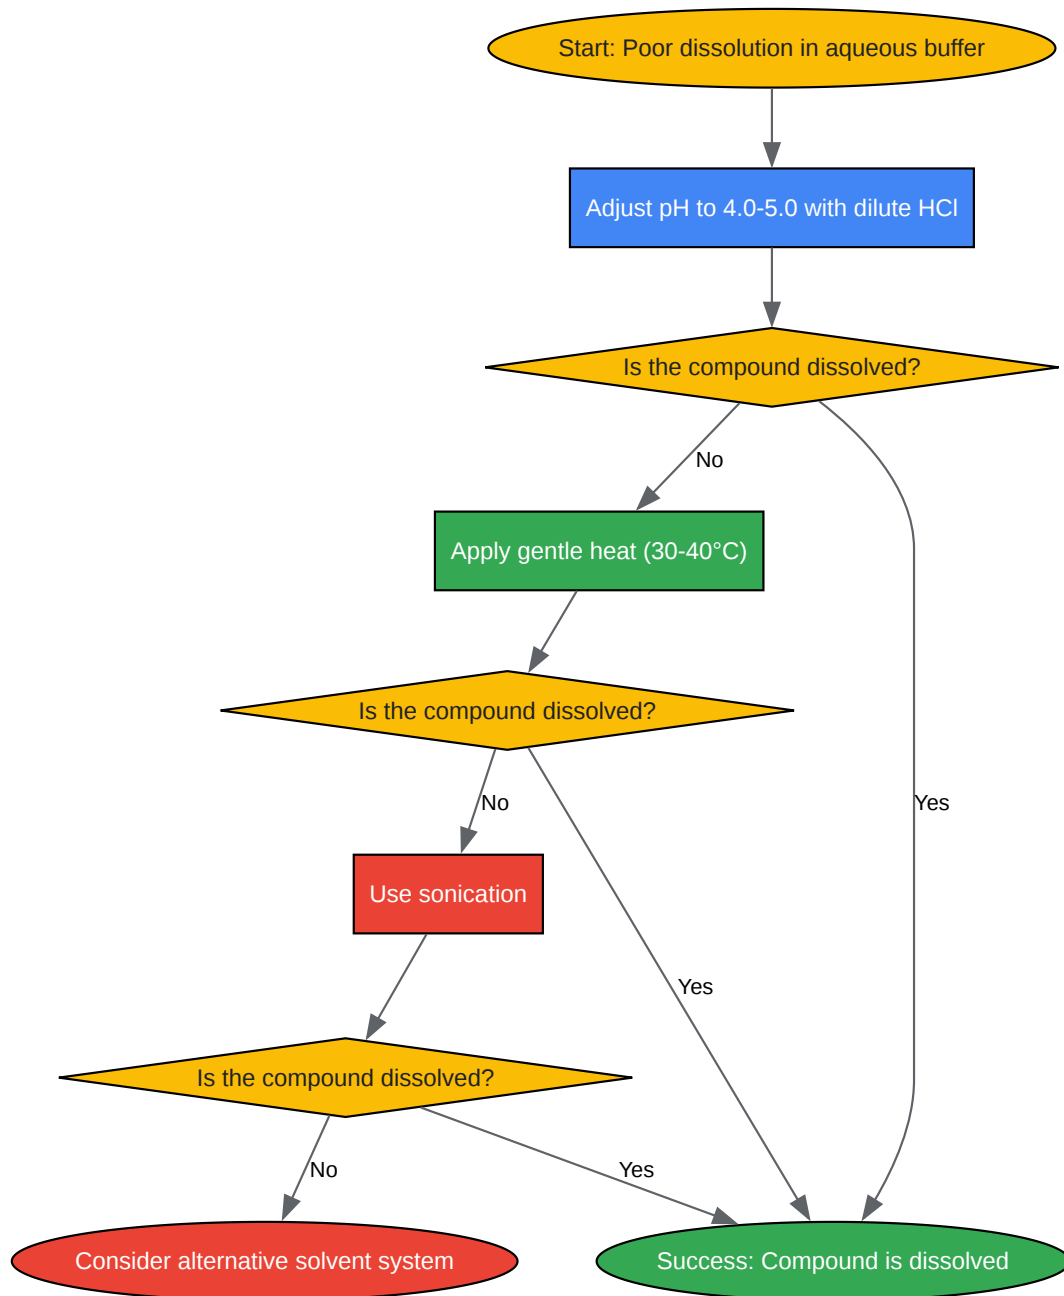 Start: Poor dissolution in aqueous buffer
Adjust pH to 4.0-5.0 with dilute HCl
Is the compound dissolved?
No
Apply gentle heat (30-40°C)
Is the compound dissolved?
No
Yes
Use sonication
Yes
Is the compound dissolved?
No
Yes
Consider alternative solvent system
Success: Compound is dissolved